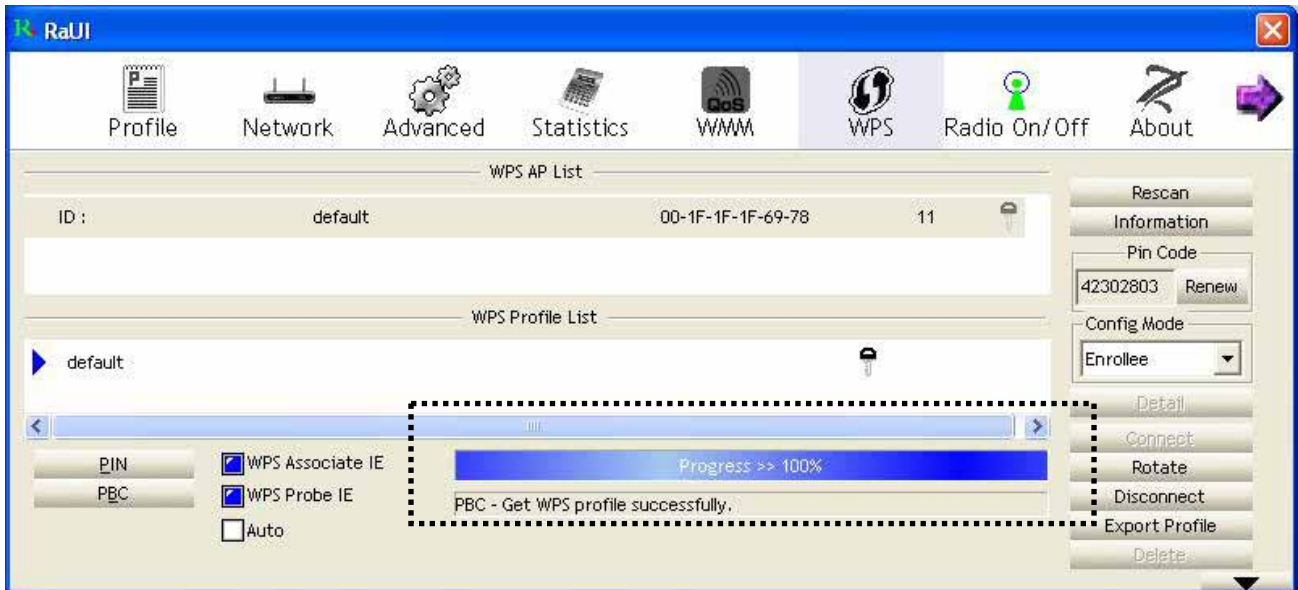 RaUI
Profile Network Advanced Statistics QoS WMM WPS Radio On/Off About
WPS AP List
ID : default 00-1F-1F-1F-69-78 11
Rescan
Information
Pin Code
42302803 Renew
WPS Profile List
default
Config Mode
Enrollee
Detail
Connect
Rotate
Disconnect
Export Profile
Delete
PIN
PBC
WPS Associate IE
WPS Probe IE
Auto
Progress >> 100%
PBC - Get WPS profile successfully.